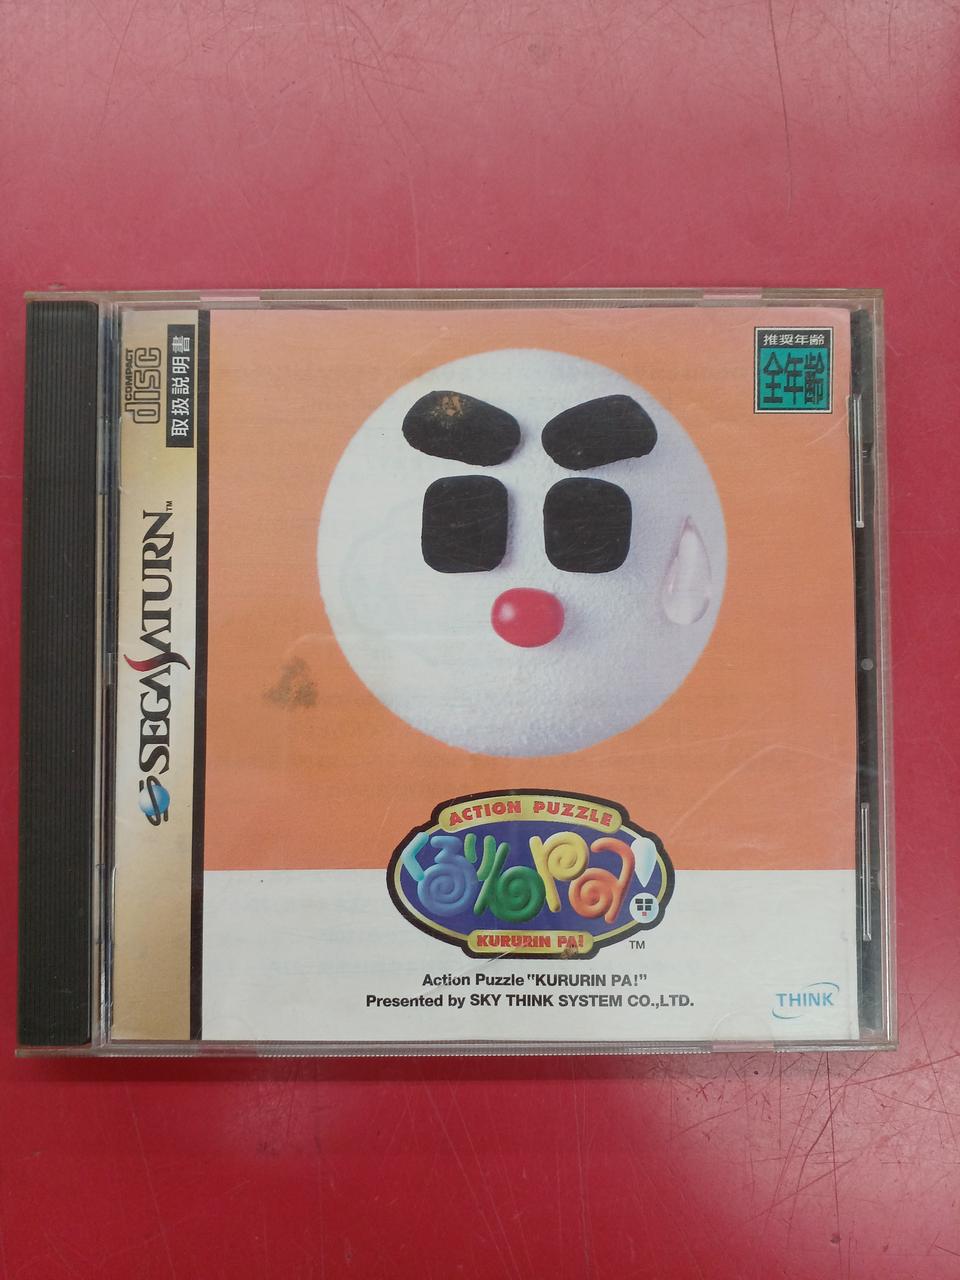 COMPACT
disc
取扱説明書
SEGA SATURN™
推奨年齢
全年齢
ACTION PUZZLE
くるりんPa!
KURURIN PA!
TM
Action Puzzle "KURURIN PA!"
Presented by SKY THINK SYSTEM CO.,LTD.
THINK